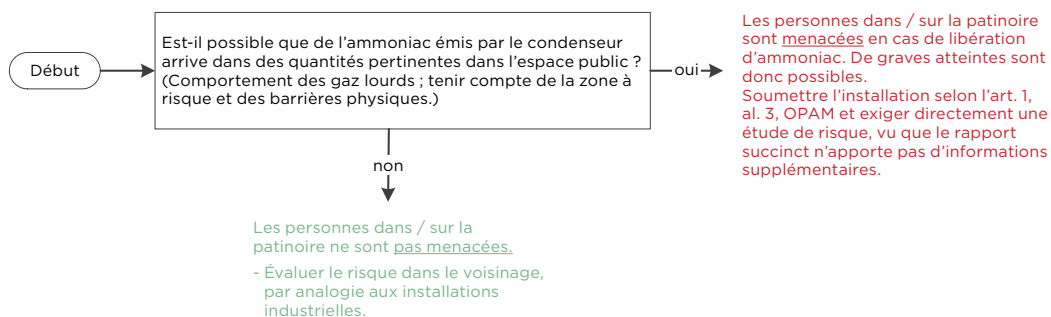 Début
Est-il possible que de l’ammoniac émis par le condenseur
arrive dans des quantités pertinentes dans l’espace public ?
(Comportement des gaz lourds ; tenir compte de la zone à
risque et des barrières physiques.)
oui
Les personnes dans / sur la patinoire
sont menacées en cas de libération
d’ammoniac. De graves atteintes sont
donc possibles.
Soumettre l’installation selon l’art. 1,
al. 3, OPAM et exiger directement une
étude de risque, vu que le rapport
succinct n’apporte pas d’informations
supplémentaires.
non
Les personnes dans / sur la
patinoire ne sont pas menacées.
- Évaluer le risque dans le voisinage,
par analogie aux installations
industrielles.